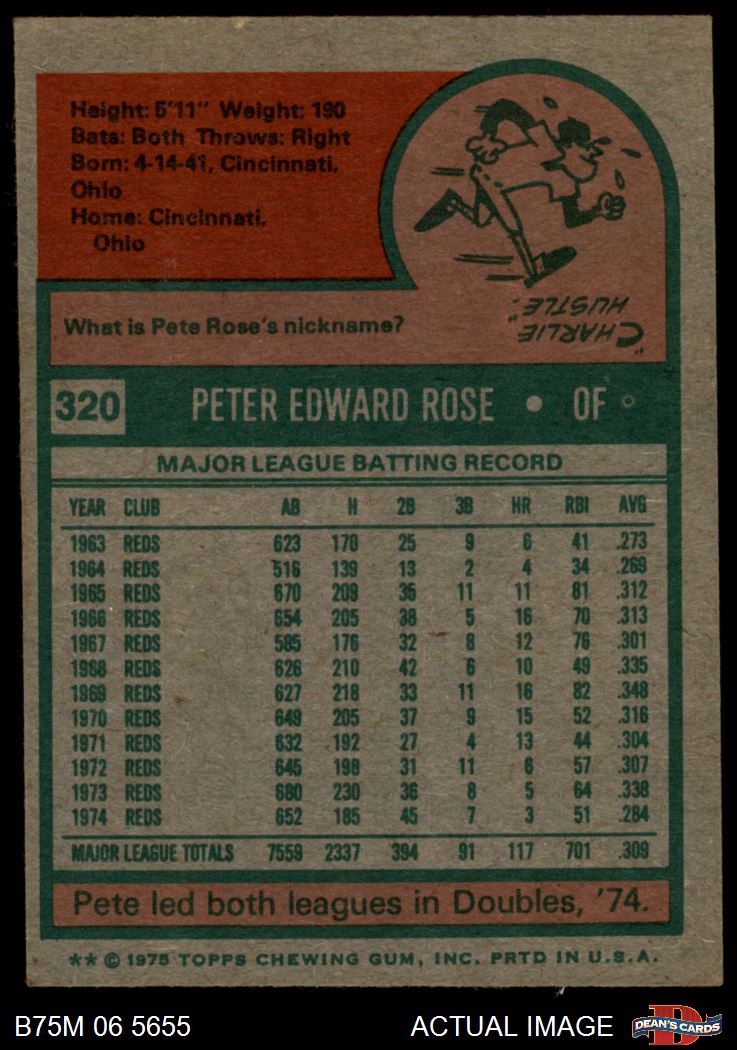 Height: 5'11" Weight: 190
Bats: Both Throws: Right
Born: 4-14-41, Cincinnati,
Ohio
Home: Cincinnati,
Ohio
What is Pete Rose's nickname?
"CHARLIE
HUSTLE."
320 PETER EDWARD ROSE • OF
MAJOR LEAGUE BATTING RECORD
YEAR CLUB AB H 2B 3B HR RBI AVG
1963 REDS 623 170 25 9 6 41 .273
1964 REDS 516 139 13 2 4 34 .269
1965 REDS 670 209 35 11 11 81 .312
1966 REDS 654 205 38 5 16 70 .313
1967 REDS 585 176 32 8 12 76 .301
1968 REDS 626 210 42 6 10 49 .335
1969 REDS 627 218 33 11 16 82 .348
1970 REDS 649 205 37 9 15 52 .316
1971 REDS 632 192 27 4 13 44 .304
1972 REDS 645 198 31 11 6 57 .307
1973 REDS 680 230 36 8 5 64 .338
1974 REDS 652 185 45 7 3 51 .284
MAJOR LEAGUE TOTALS 7559 2337 394 91 117 701 .309
Pete led both leagues in Doubles, '74.
** © 1975 TOPPS CHEWING GUM, INC. PRTD IN U.S.A.
B75M 06 5655 ACTUAL IMAGE DEAN'S CARDS